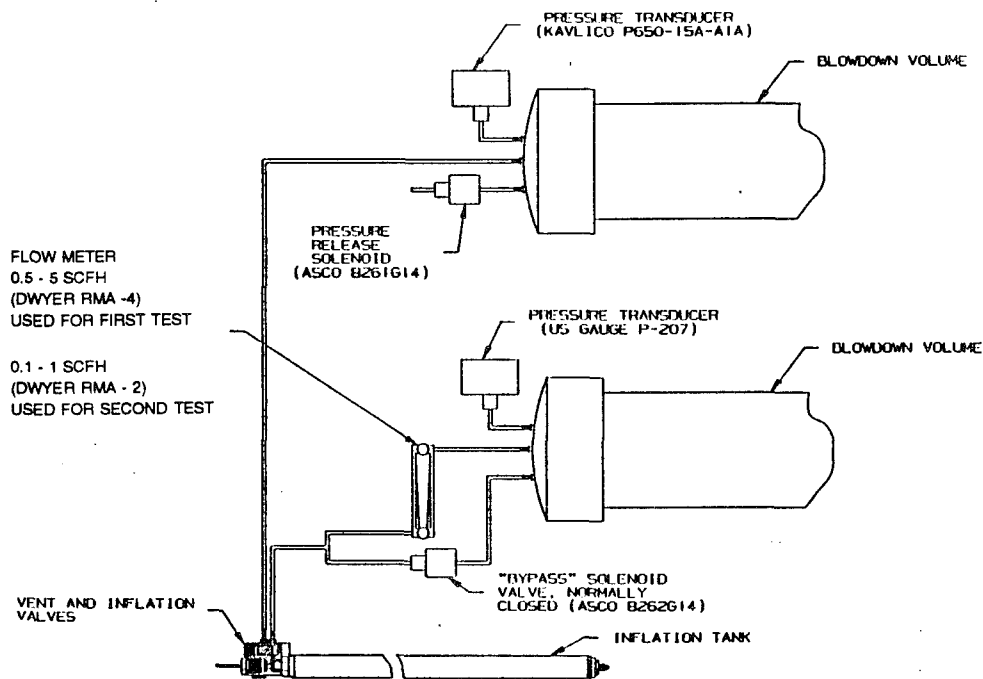 PRESSURE TRANSDUCER
(KAVLICO P650-15A-A1A)
BLOWDOWN VOLUME
PRESSURE
RELEASE
SOLENOID
(ASCO 8261G14)
FLOW METER
0.5 - 5 SCFH
(DWYER RMA -4)
USED FOR FIRST TEST
0.1 - 1 SCFH
(DWYER RMA - 2)
USED FOR SECOND TEST
PRESSURE TRANSDUCER
(US GAUGE P-207)
BLOWDOWN VOLUME
"BYPASS" SOLENOID
VALVE, NORMALLY
CLOSED (ASCO 8262G14)
VENT AND INFLATION
VALVES
INFLATION TANK